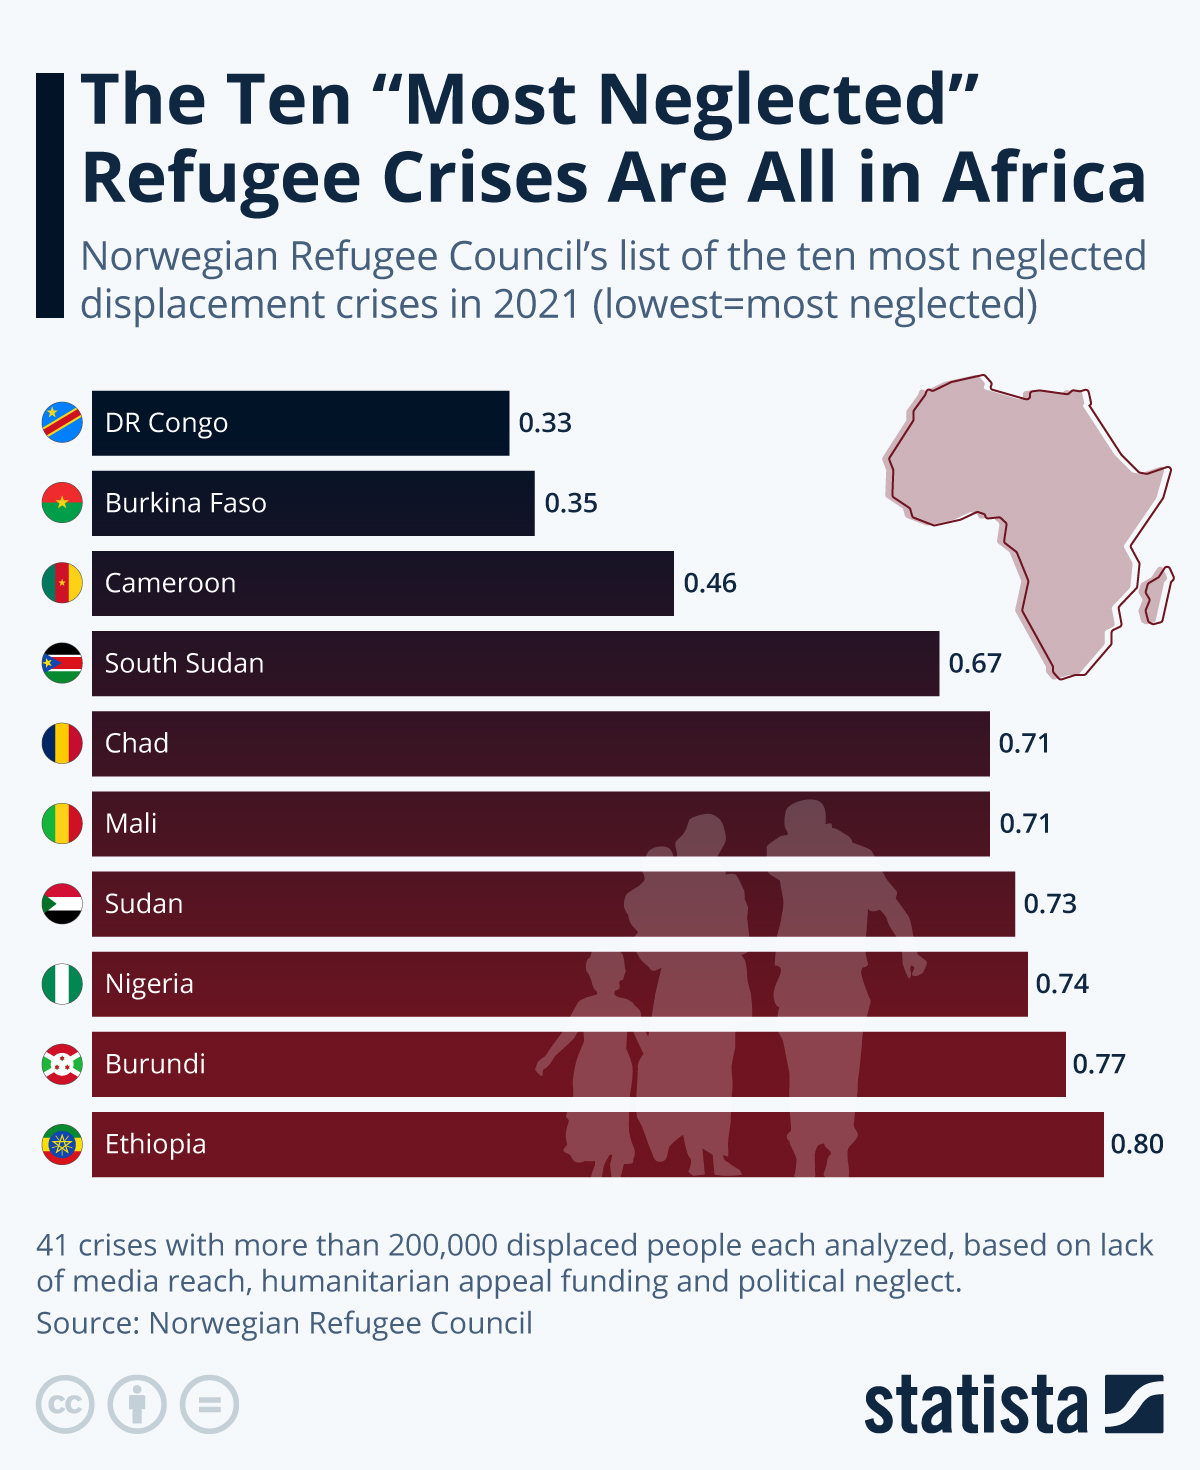 The Ten “Most Neglected”
Refugee Crises Are All in Africa
Norwegian Refugee Council’s list of the ten most neglected
displacement crises in 2021 (lowest=most neglected)
DR Congo 0.33
Burkina Faso 0.35
Cameroon 0.46
South Sudan 0.67
Chad 0.71
Mali 0.71
Sudan 0.73
Nigeria 0.74
Burundi 0.77
Ethiopia 0.80
41 crises with more than 200,000 displaced people each analyzed, based on lack
of media reach, humanitarian appeal funding and political neglect.
Source: Norwegian Refugee Council
cc =
statista